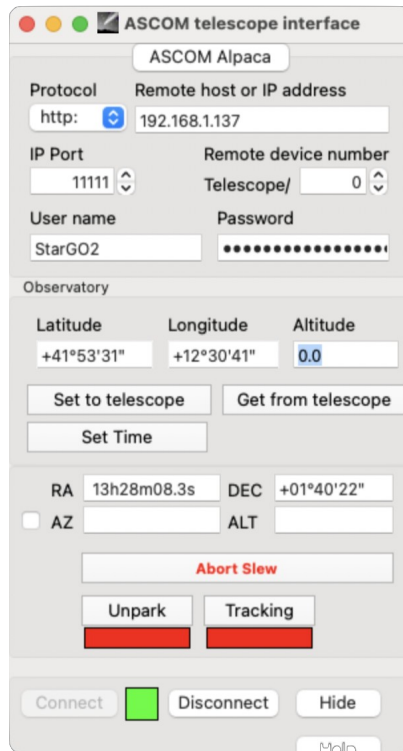 ASCOM telescope interface
ASCOM Alpaca
Protocol Remote host or IP address
http: 192.168.1.137
IP Port Remote device number
11111 Telescope/ 0
User name Password
StarGO2 ••••••••••••••••
Observatory
Latitude Longitude Altitude
+41°53'31" +12°30'41" 0.0
Set to telescope Get from telescope
Set Time
RA 13h28m08.3s DEC +01°40'22"
AZ ALT
Abort Slew
Unpark Tracking
Connect Disconnect Hide
Help